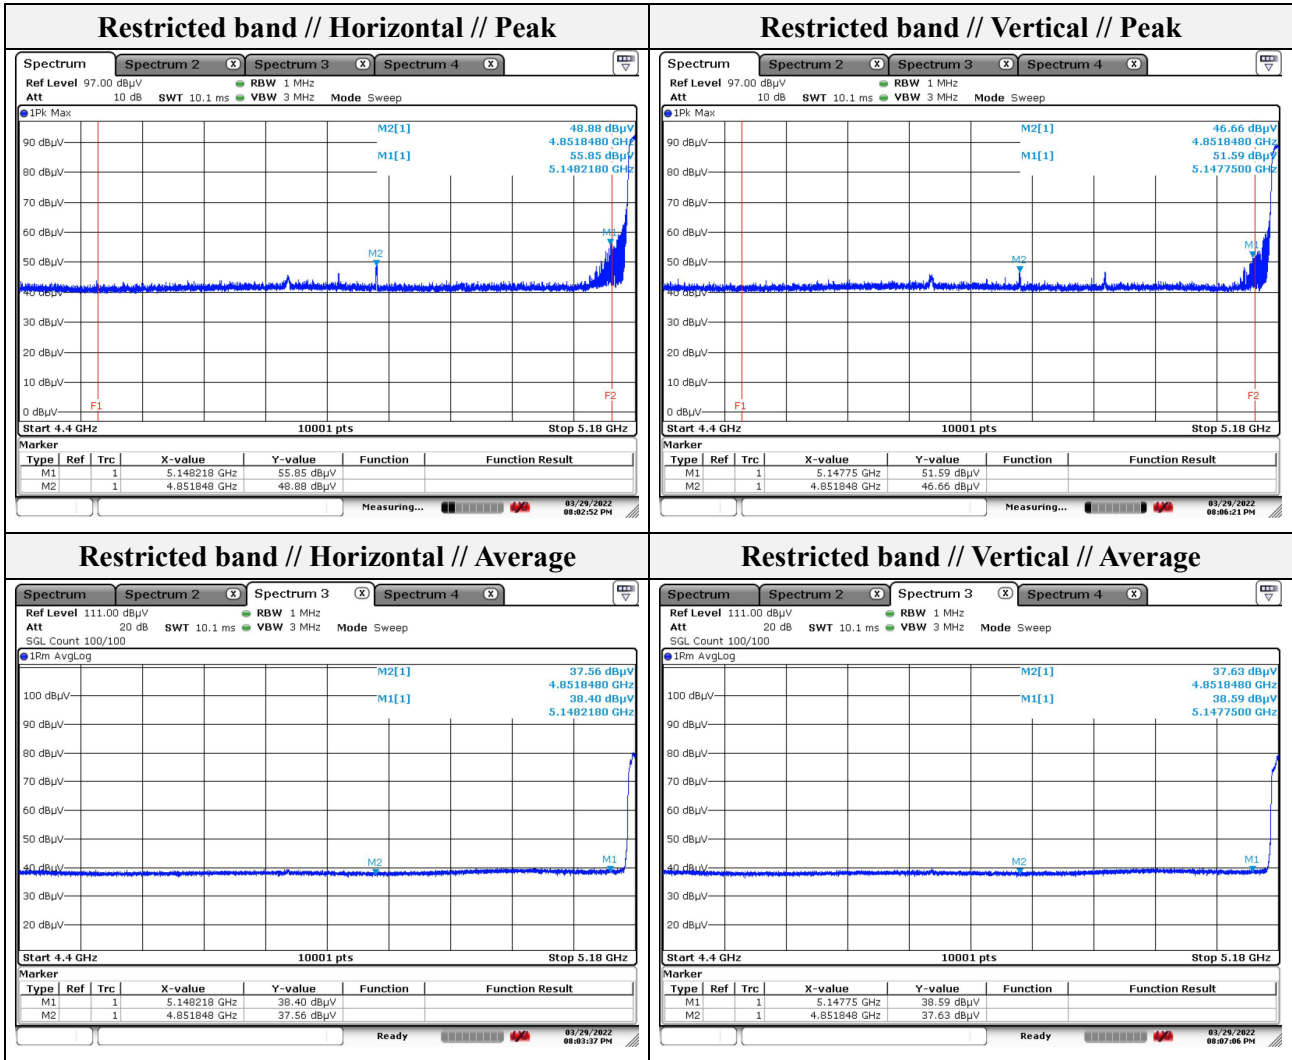 Restricted band // Horizontal // Peak
Spectrum Spectrum 2 X Spectrum 3 X Spectrum 4 X
Ref Level 97.00 dBµV RBW 1 MHz
Att 10 dB SWT 10.1 ms VBW 3 MHz Mode Sweep
1Pk Max
M2[1] 48.88 dBµV
4.8518480 GHz
M1[1] 55.85 dBµV
5.1482180 GHz
90 dBµV
80 dBµV
70 dBµV
60 dBµV
M1
50 dBµV
M2
40 dBµV
30 dBµV
20 dBµV
10 dBµV
F2
F1
0 dBµV
Start 4.4 GHz 10001 pts Stop 5.18 GHz
Marker
Type Ref Trc X-value Y-value Function Function Result
M1 1 5.148218 GHz 55.85 dBµV
M2 1 4.851848 GHz 48.88 dBµV
Measuring... 03/29/2022
08:02:52 PM
Restricted band // Vertical // Peak
Spectrum Spectrum 2 X Spectrum 3 X Spectrum 4 X
Ref Level 97.00 dBµV RBW 1 MHz
Att 10 dB SWT 10.1 ms VBW 3 MHz Mode Sweep
1Pk Max
M2[1] 46.66 dBµV
4.8518480 GHz
M1[1] 51.59 dBµV
5.1477500 GHz
90 dBµV
80 dBµV
70 dBµV
60 dBµV
M1
50 dBµV
M2
40 dBµV
30 dBµV
20 dBµV
10 dBµV
F2
F1
0 dBµV
Start 4.4 GHz 10001 pts Stop 5.18 GHz
Marker
Type Ref Trc X-value Y-value Function Function Result
M1 1 5.14775 GHz 51.59 dBµV
M2 1 4.851848 GHz 46.66 dBµV
Measuring... 03/29/2022
08:06:21 PM
Restricted band // Horizontal // Average
Spectrum Spectrum 2 X Spectrum 3 X Spectrum 4 X
Ref Level 111.00 dBµV RBW 1 MHz
Att 20 dB SWT 10.1 ms VBW 3 MHz Mode Sweep
SGL Count 100/100
1Rm AvgLog
M2[1] 37.56 dBµV
4.8518480 GHz
M1[1] 38.40 dBµV
5.1482180 GHz
100 dBµV
90 dBµV
80 dBµV
70 dBµV
60 dBµV
50 dBµV
40 dBµV
M2 M1
30 dBµV
20 dBµV
Start 4.4 GHz 10001 pts Stop 5.18 GHz
Marker
Type Ref Trc X-value Y-value Function Function Result
M1 1 5.148218 GHz 38.40 dBµV
M2 1 4.851848 GHz 37.56 dBµV
Ready 03/29/2022
08:03:37 PM
Restricted band // Vertical // Average
Spectrum Spectrum 2 X Spectrum 3 X Spectrum 4 X
Ref Level 111.00 dBµV RBW 1 MHz
Att 20 dB SWT 10.1 ms VBW 3 MHz Mode Sweep
SGL Count 100/100
1Rm AvgLog
M2[1] 37.63 dBµV
4.8518480 GHz
M1[1] 38.59 dBµV
5.1477500 GHz
100 dBµV
90 dBµV
80 dBµV
70 dBµV
60 dBµV
50 dBµV
40 dBµV
M2 M1
30 dBµV
20 dBµV
Start 4.4 GHz 10001 pts Stop 5.18 GHz
Marker
Type Ref Trc X-value Y-value Function Function Result
M1 1 5.14775 GHz 38.59 dBµV
M2 1 4.851848 GHz 37.63 dBµV
Ready 03/29/2022
08:07:06 PM